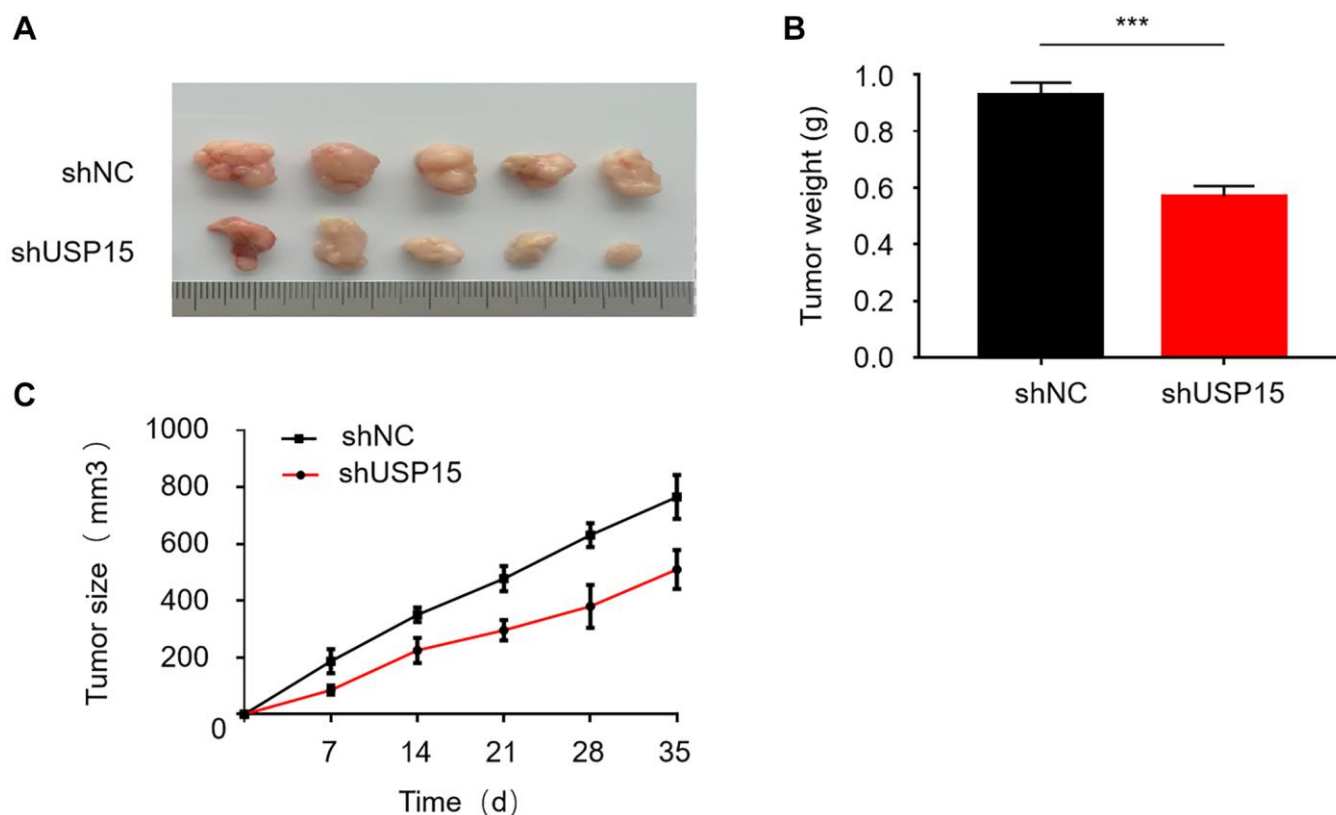 A
shNC
shUSP15
B
***
Tumor weight (g)
1.0
0.8
0.6
0.4
0.2
0.0
shNC
shUSP15
C
Tumor size ( mm3 )
1000
800
600
400
200
0
shNC
shUSP15
7 14 21 28 35
Time (d)